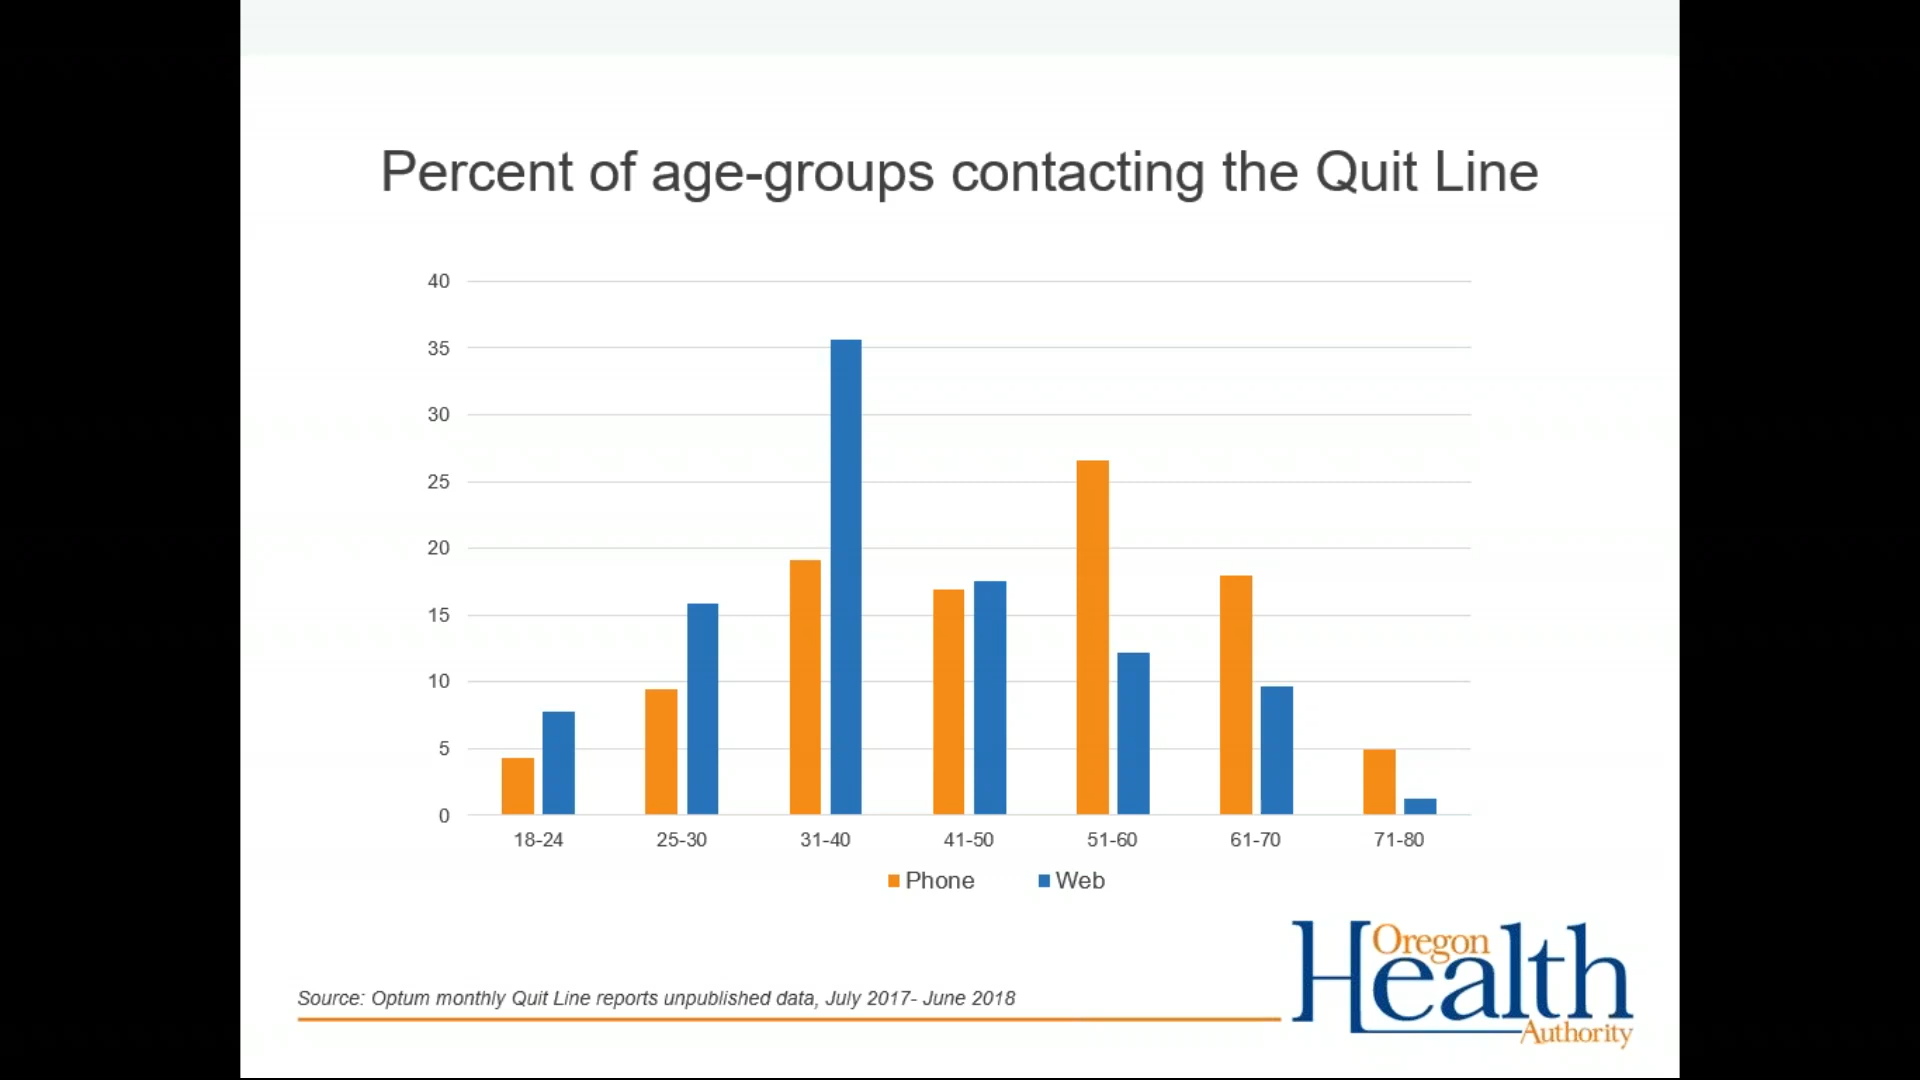 Percent of age-groups contacting the Quit Line
40
35
30
25
20
15
10
5
0
18-24 25-30 31-40 41-50 51-60 61-70 71-80
Phone Web
Source: Optum monthly Quit Line reports unpublished data, July 2017- June 2018
Oregon
Health
Authority